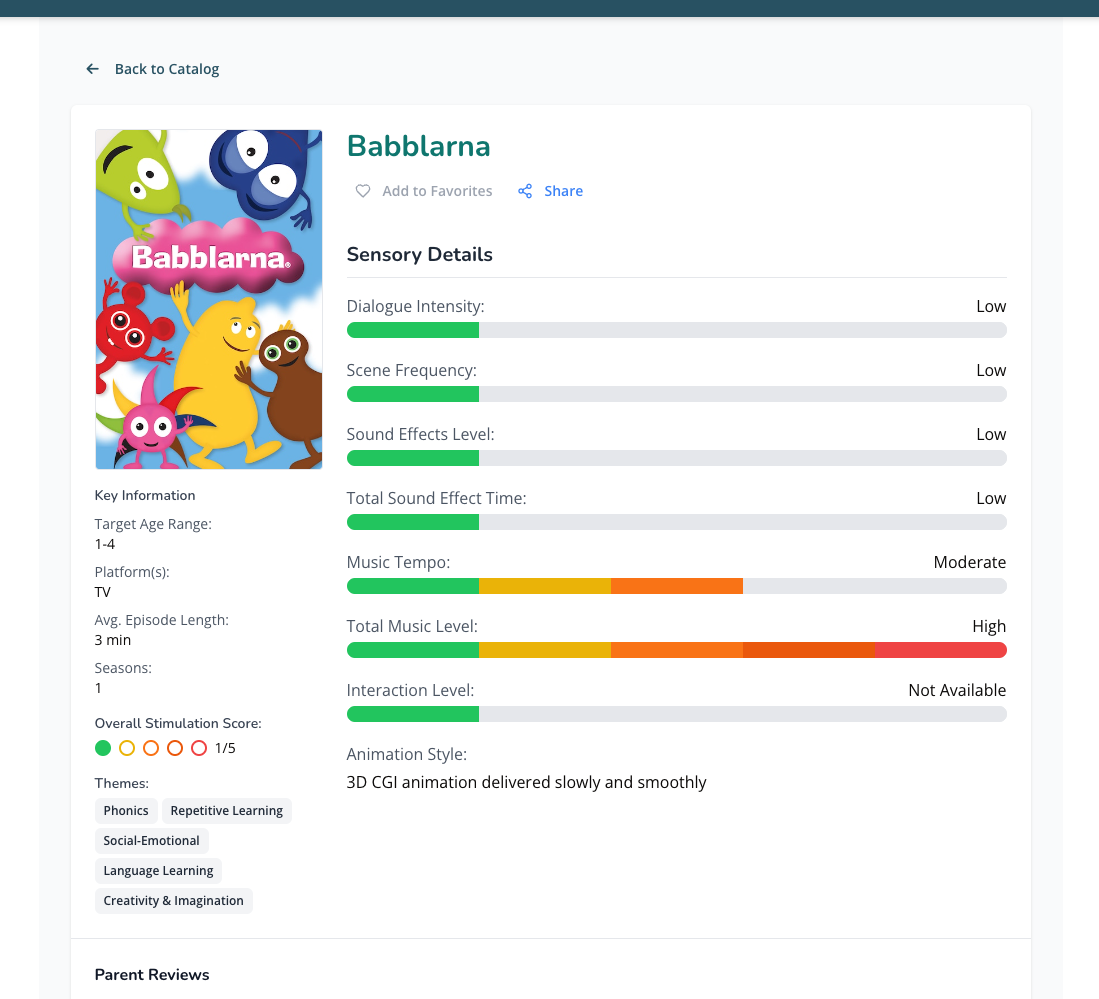 Back to Catalog
Babblarna
Babblarna®
Add to Favorites
Share
Sensory Details
Dialogue Intensity:
Low
Scene Frequency:
Low
Sound Effects Level:
Low
Total Sound Effect Time:
Low
Music Tempo:
Moderate
Total Music Level:
High
Interaction Level:
Not Available
Animation Style:
3D CGI animation delivered slowly and smoothly
Key Information
Target Age Range:
1-4
Platform(s):
TV
Avg. Episode Length:
3 min
Seasons:
1
Overall Stimulation Score:
1/5
Themes:
Phonics
Repetitive Learning
Social-Emotional
Language Learning
Creativity & Imagination
Parent Reviews